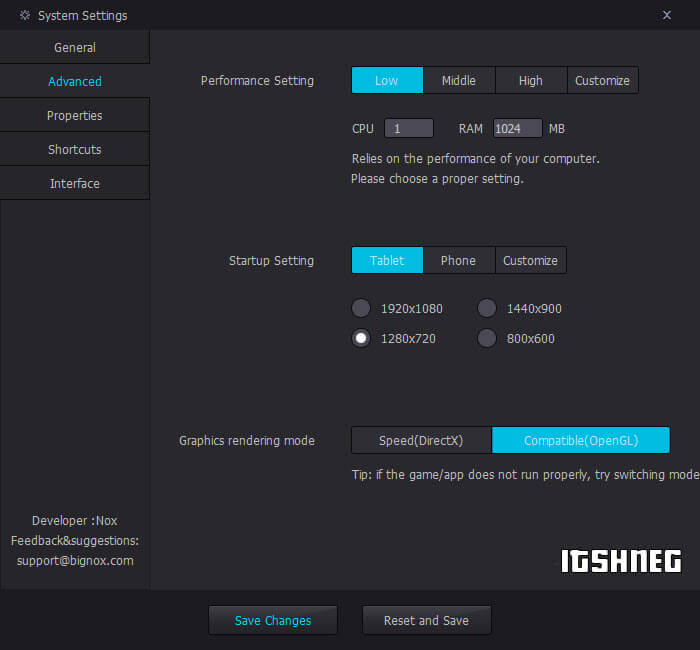 System Settings X
General
Advanced
Properties
Shortcuts
Interface
Performance Setting Low Middle High Customize
CPU 1 RAM 1024 MB
Relies on the performance of your computer.
Please choose a proper setting.
Startup Setting Tablet Phone Customize
1920x1080 1440x900
1280x720 800x600
Graphics rendering mode Speed(DirectX) Compatible(OpenGL)
Tip: if the game/app does not run properly, try switching mode
Developer :Nox
Feedback&suggestions:
support@bignox.com
ITSHNEG
Save Changes Reset and Save